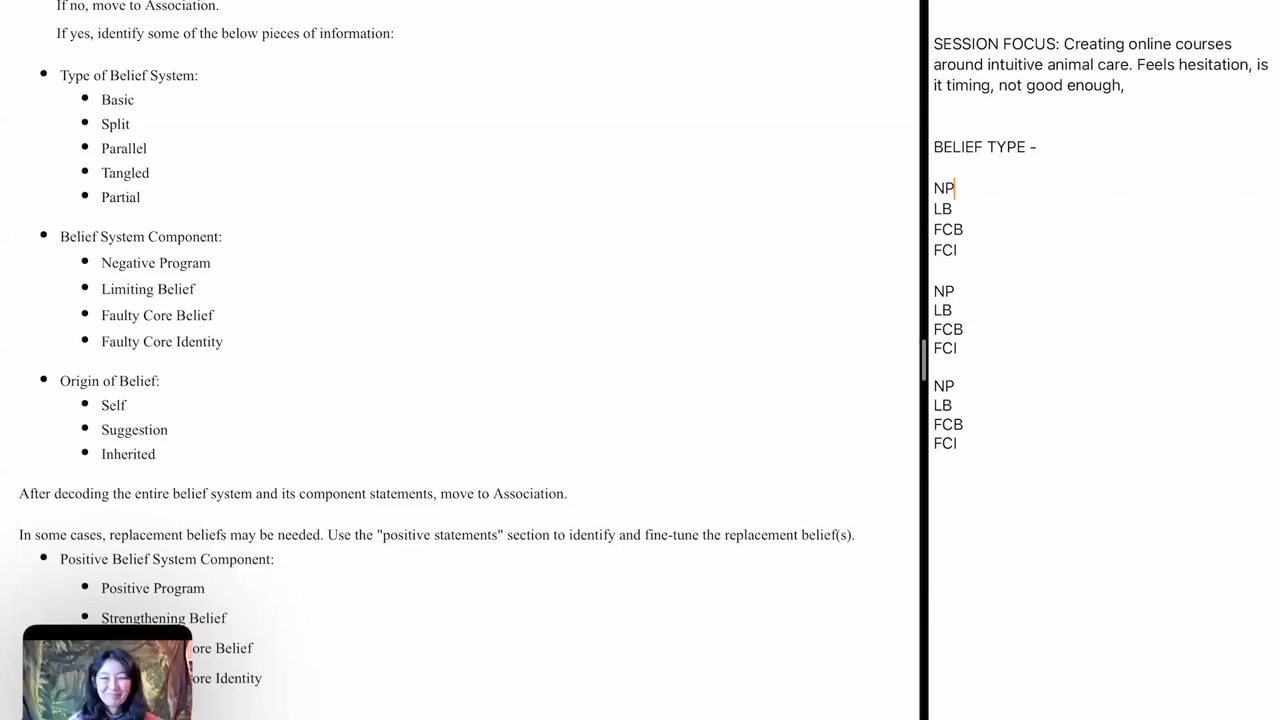 If no, move to Association.
If yes, identify some of the below pieces of information:
Type of Belief System:
Basic
Split
Parallel
Tangled
Partial
Belief System Component:
Negative Program
Limiting Belief
Faulty Core Belief
Faulty Core Identity
Origin of Belief:
Self
Suggestion
Inherited
After decoding the entire belief system and its component statements, move to Association.
In some cases, replacement beliefs may be needed. Use the "positive statements" section to identify and fine-tune the replacement belief(s).
Positive Belief System Component:
Positive Program
Strengthening Belief
ore Belief
ore Identity
SESSION FOCUS: Creating online courses
around intuitive animal care. Feels hesitation, is
it timing, not good enough,
BELIEF TYPE -
NP
LB
FCB
FCI
NP
LB
FCB
FCI
NP
LB
FCB
FCI